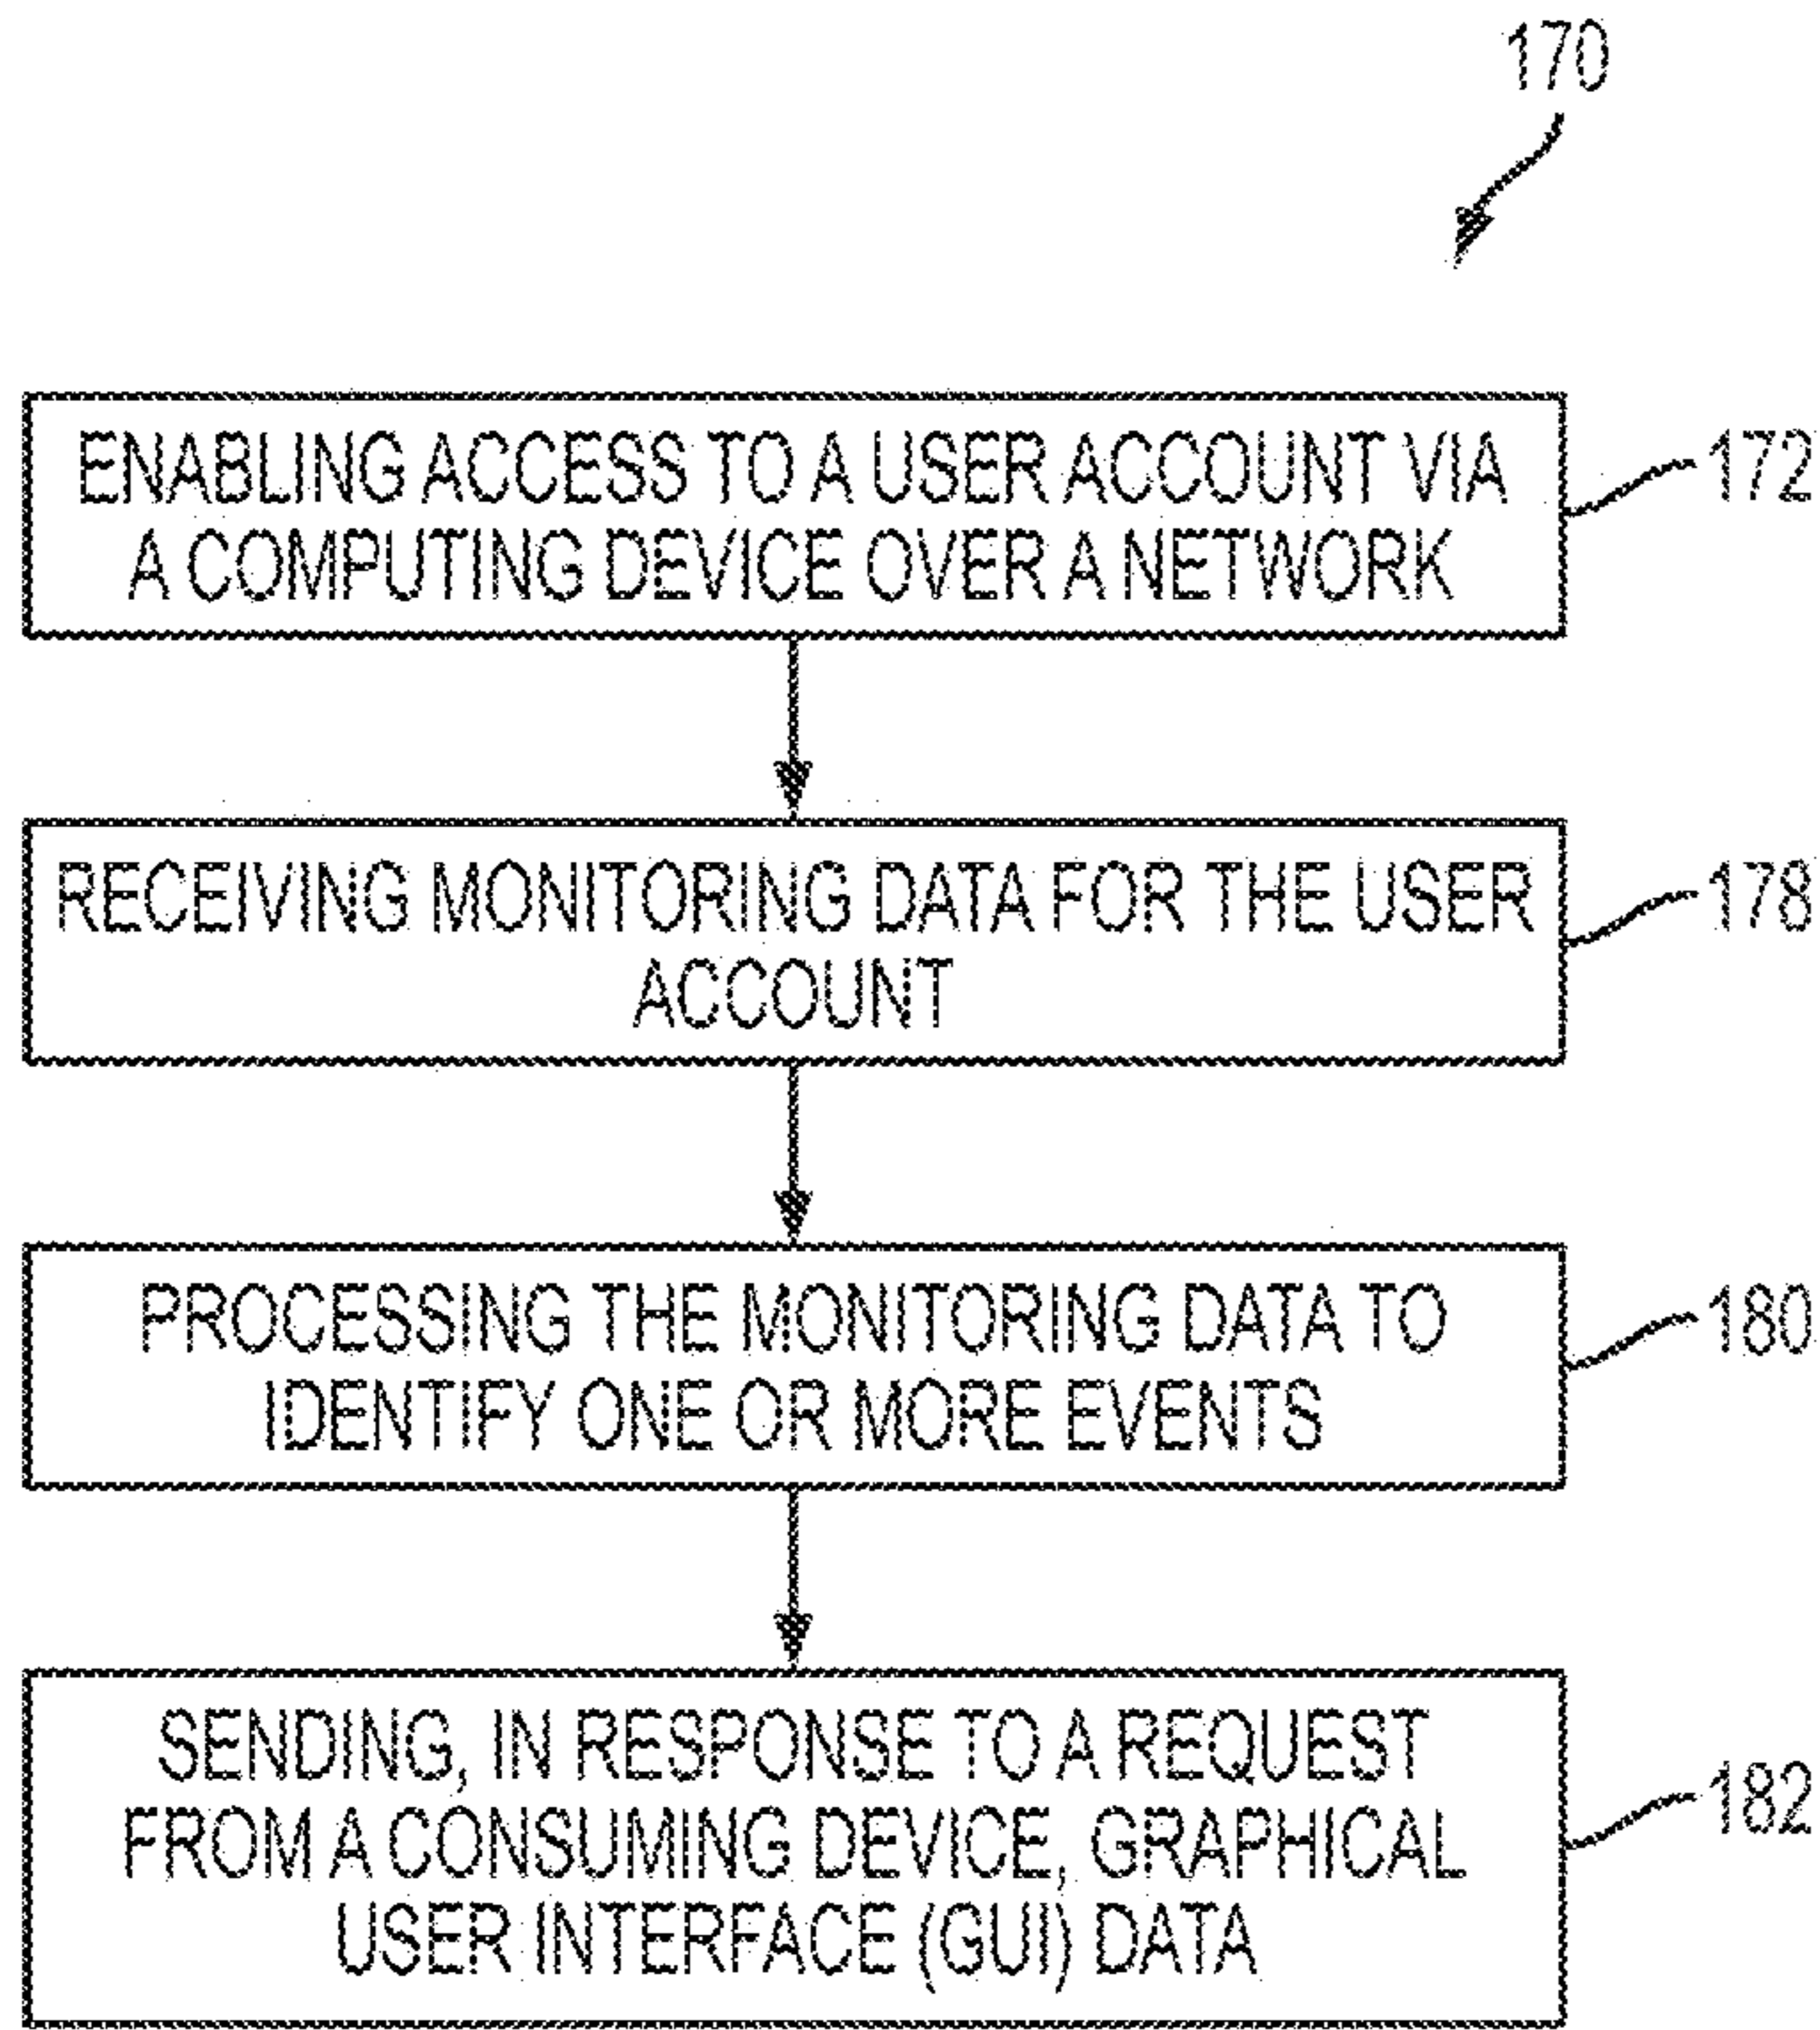 170
ENABLING ACCESS TO A USER ACCOUNT VIA
A COMPUTING DEVICE OVER A NETWORK
172
RECEIVING MONITORING DATA FOR THE USER
ACCOUNT
178
PROCESSING THE MONITORING DATA TO
IDENTIFY ONE OR MORE EVENTS
180
SENDING, IN RESPONSE TO A REQUEST
FROM A CONSUMING DEVICE, GRAPHICAL
USER INTERFACE (GUI) DATA
182